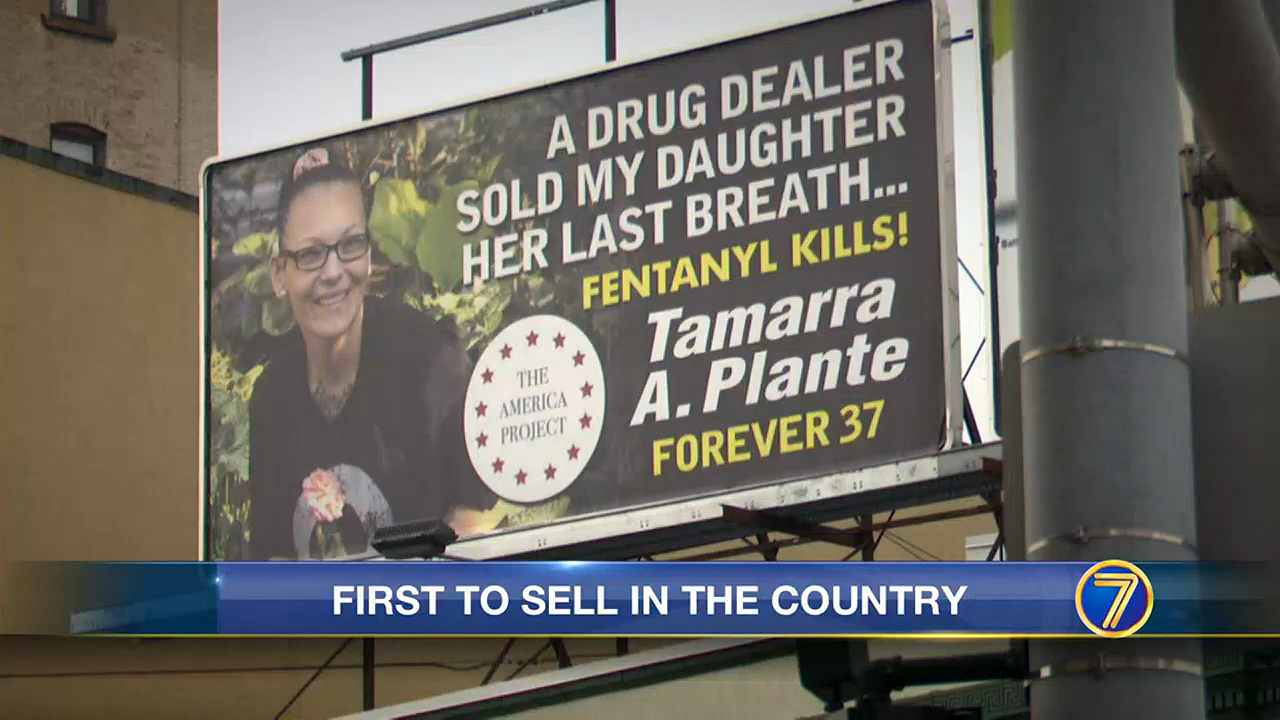 A DRUG DEALER
SOLD MY DAUGHTER
HER LAST BREATH...
FENTANYL KILLS!
Tamarra
A. Plante
FOREVER 37
THE
AMERICA
PROJECT
FIRST TO SELL IN THE COUNTRY
7